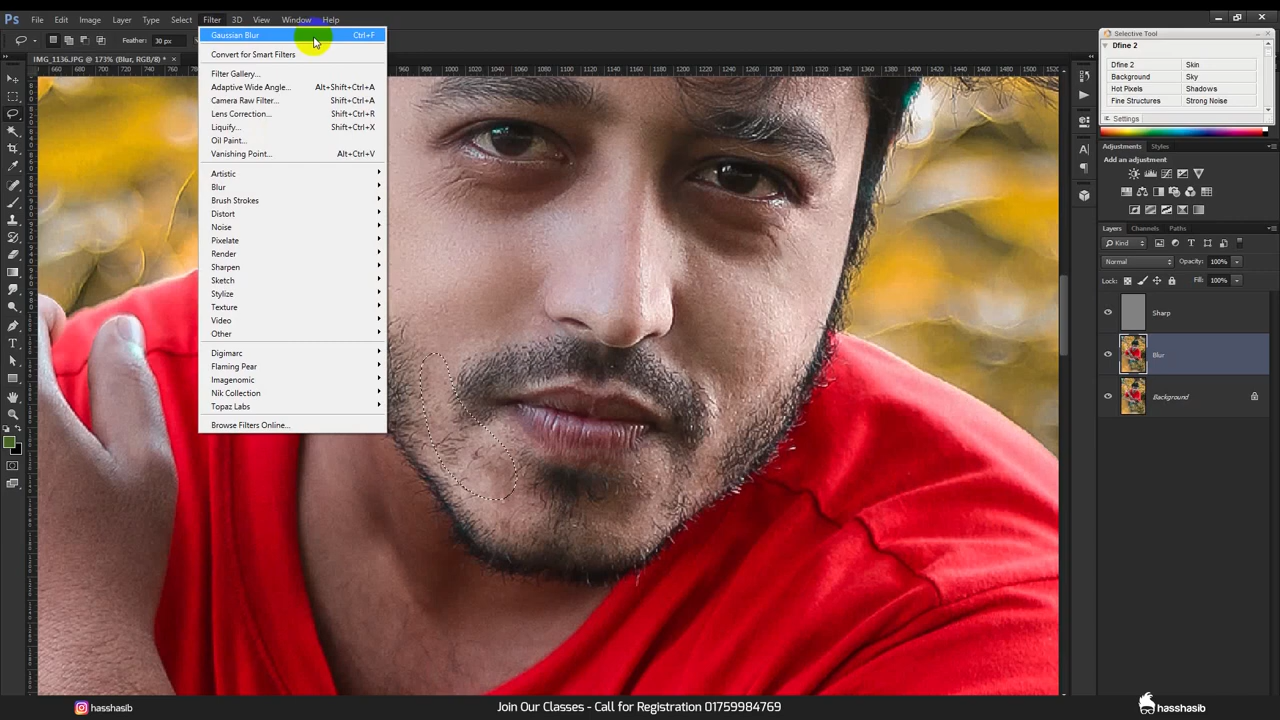 Ps File Edit Image Layer Type Select Filter 3D View Window Help
Feather: 30 px
IMG_1136.JPG @ 173% (Blur, RGB/8) *
Gaussian Blur Ctrl+F
Convert for Smart Filters
Filter Gallery...
Adaptive Wide Angle... Alt+Shift+Ctrl+A
Camera Raw Filter... Shift+Ctrl+A
Lens Correction... Shift+Ctrl+R
Liquify... Shift+Ctrl+X
Oil Paint...
Vanishing Point... Alt+Ctrl+V
Artistic
Blur
Brush Strokes
Distort
Noise
Pixelate
Render
Sharpen
Sketch
Stylize
Texture
Video
Other
Digimarc
Flaming Pear
Imagenomic
Nik Collection
Topaz Labs
Browse Filters Online...
Selective Tool
Dfine 2
Dfine 2 Skin
Background Sky
Hot Pixels Shadows
Fine Structures Strong Noise
Settings
Adjustments Styles
Add an adjustment
Layers Channels Paths
Kind
Normal Opacity: 100%
Lock: Fill: 100%
Sharp
Blur
Background
hasshasib
Join Our Classes - Call for Registration 01759984769
hasshasib